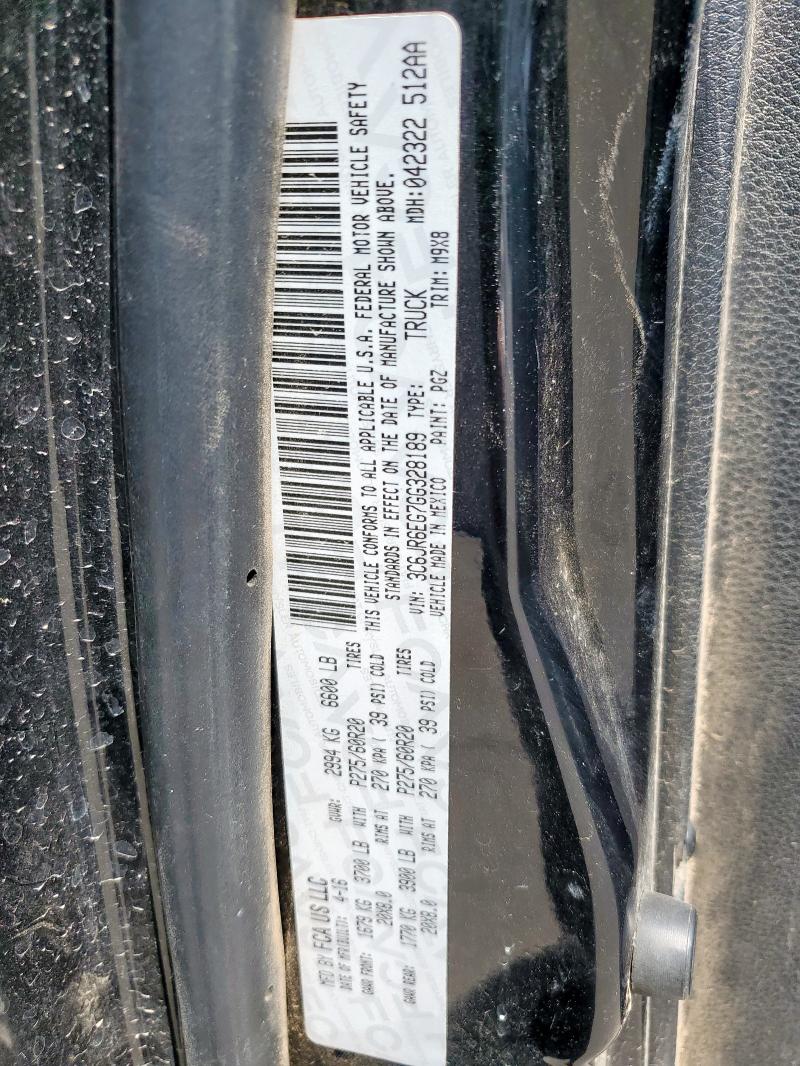 MFD BY FCA US LLC
DATE OF MFR(BUILT): 4-16
GVWR: 2994 KG 6600 LB
GAWR FRONT: 1679 KG 3700 LB WITH P275/60R20 TIRES
20X8.0 RIMS AT 270 KPA ( 39 PSI) COLD
GAWR REAR: 1770 KG 3900 LB WITH P275/60R20 TIRES
20X8.0 RIMS AT 270 KPA ( 39 PSI) COLD
THIS VEHICLE CONFORMS TO ALL APPLICABLE U.S.A. FEDERAL MOTOR VEHICLE SAFETY
STANDARDS IN EFFECT ON THE DATE OF MANUFACTURE SHOWN ABOVE.
VIN: 3C6JR6EG7GG328189 TYPE: TRUCK MDH:042322 512AA
VEHICLE MADE IN MEXICO PAINT: PGZ TRIM: M9X8